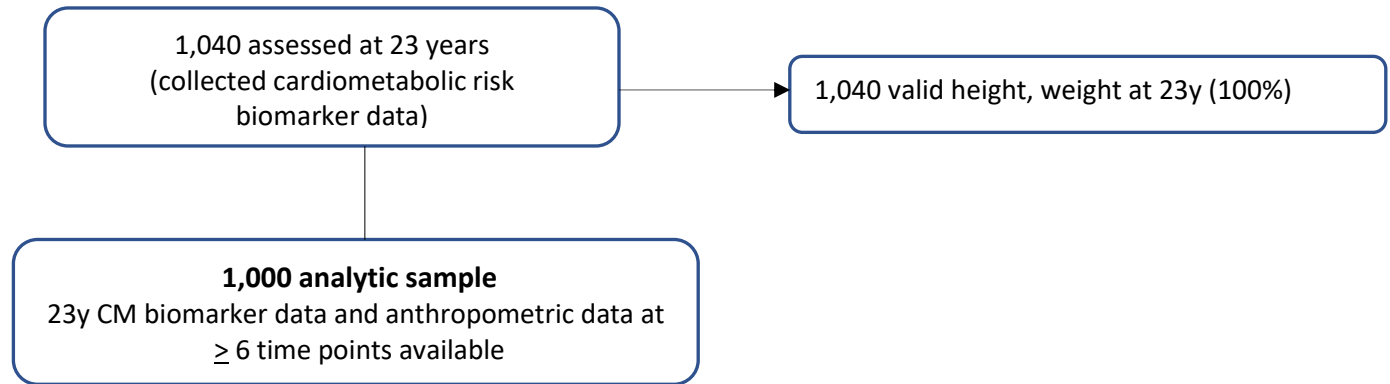 1,040 assessed at 23 years
(collected cardiometabolic risk
biomarker data)
1,040 valid height, weight at 23y (100%)
1,000 analytic sample
23y CM biomarker data and anthropometric data at
≥ 6 time points available